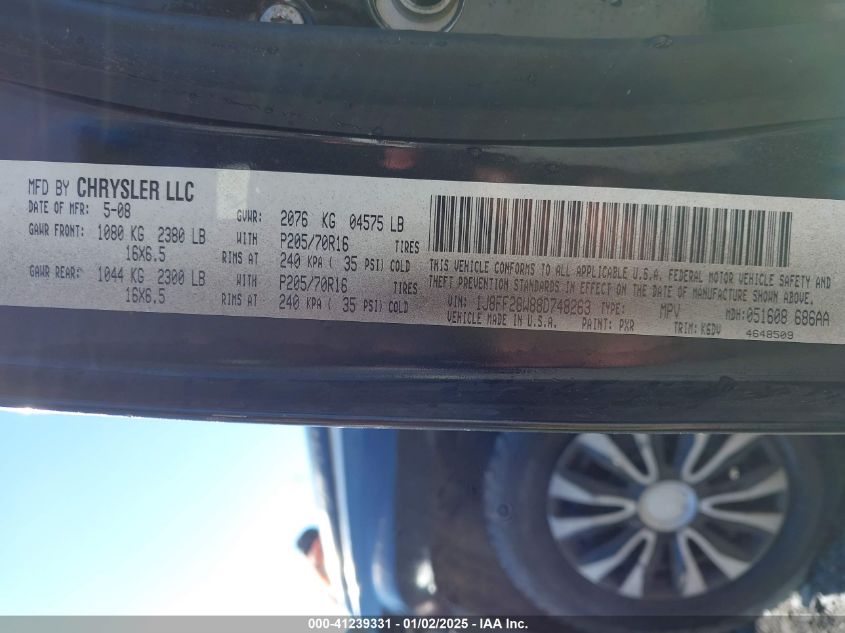 MFD BY CHRYSLER LLC
DATE OF MFR: 5-08 GVWR: 2076 KG 04575 LB
GAWR FRONT: 1080 KG 2380 LB WITH P205/70R16 TIRES
16X6.5 RIMS AT 240 KPA ( 35 PSI) COLD
GAWR REAR: 1044 KG 2300 LB WITH P205/70R16 TIRES
16X6.5 RIMS AT 240 KPA ( 35 PSI) COLD
THIS VEHICLE CONFORMS TO ALL APPLICABLE U.S.A. FEDERAL MOTOR VEHICLE SAFETY AND
THEFT PREVENTION STANDARDS IN EFFECT ON THE DATE OF MANUFACTURE SHOWN ABOVE.
VIN: 1J8FF28W88D748263 TYPE: MPV MDH:051608 686AA
VEHICLE MADE IN U.S.A. PAINT: PXR TRIM: K6DV 4648509
000-41239331 - 01/02/2025 - IAA Inc.